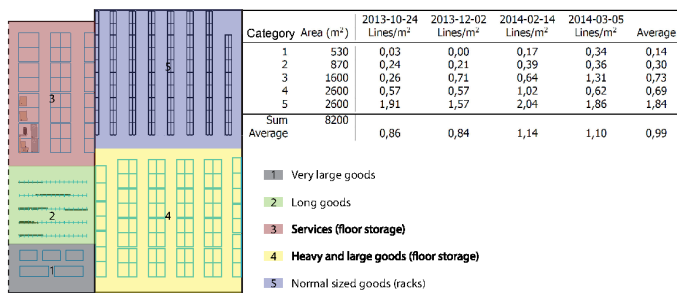 2013-10-24 2013-12-02 2014-02-14 2014-03-05
Category Area (m²) Lines/m² Lines/m² Lines/m² Lines/m² Average
1 530 0,03 0,00 0,17 0,34 0,14
2 870 0,24 0,21 0,39 0,36 0,30
3 1600 0,26 0,71 0,64 1,31 0,73
4 2600 0,57 0,57 1,02 0,62 0,69
5 2600 1,91 1,57 2,04 1,86 1,84
Sum 8200
Average 0,86 0,84 1,14 1,10 0,99
5
3
2
4
1
1 Very large goods
2 Long goods
3 Services (floor storage)
4 Heavy and large goods (floor storage)
5 Normal sized goods (racks)